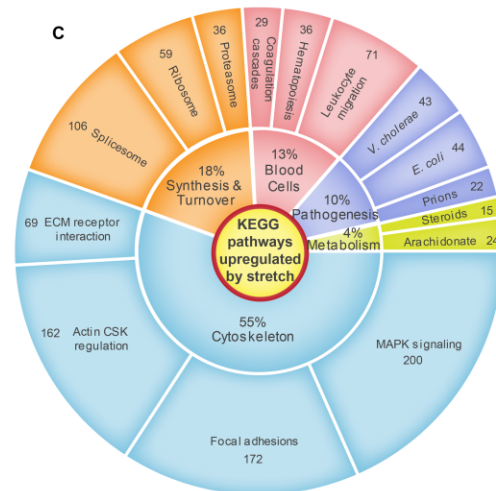 C
KEGG
pathways
upregulated
by stretch
18%
Synthesis &
Turnover
106 Splicesome
59
Ribosome
36
Proteasome
13%
Blood
Cells
29
Coagulation
cascades
36
Hematopoiesis
71
Leukocyte
migration
10%
Pathogenesis
43
V. cholerae
44
E. coli
22
Prions
4%
Metabolism
Steroids 15
Arachidonate 24
55%
Cytoskeleton
MAPK signaling
200
Focal adhesions
172
162 Actin CSK
regulation
69 ECM receptor
interaction